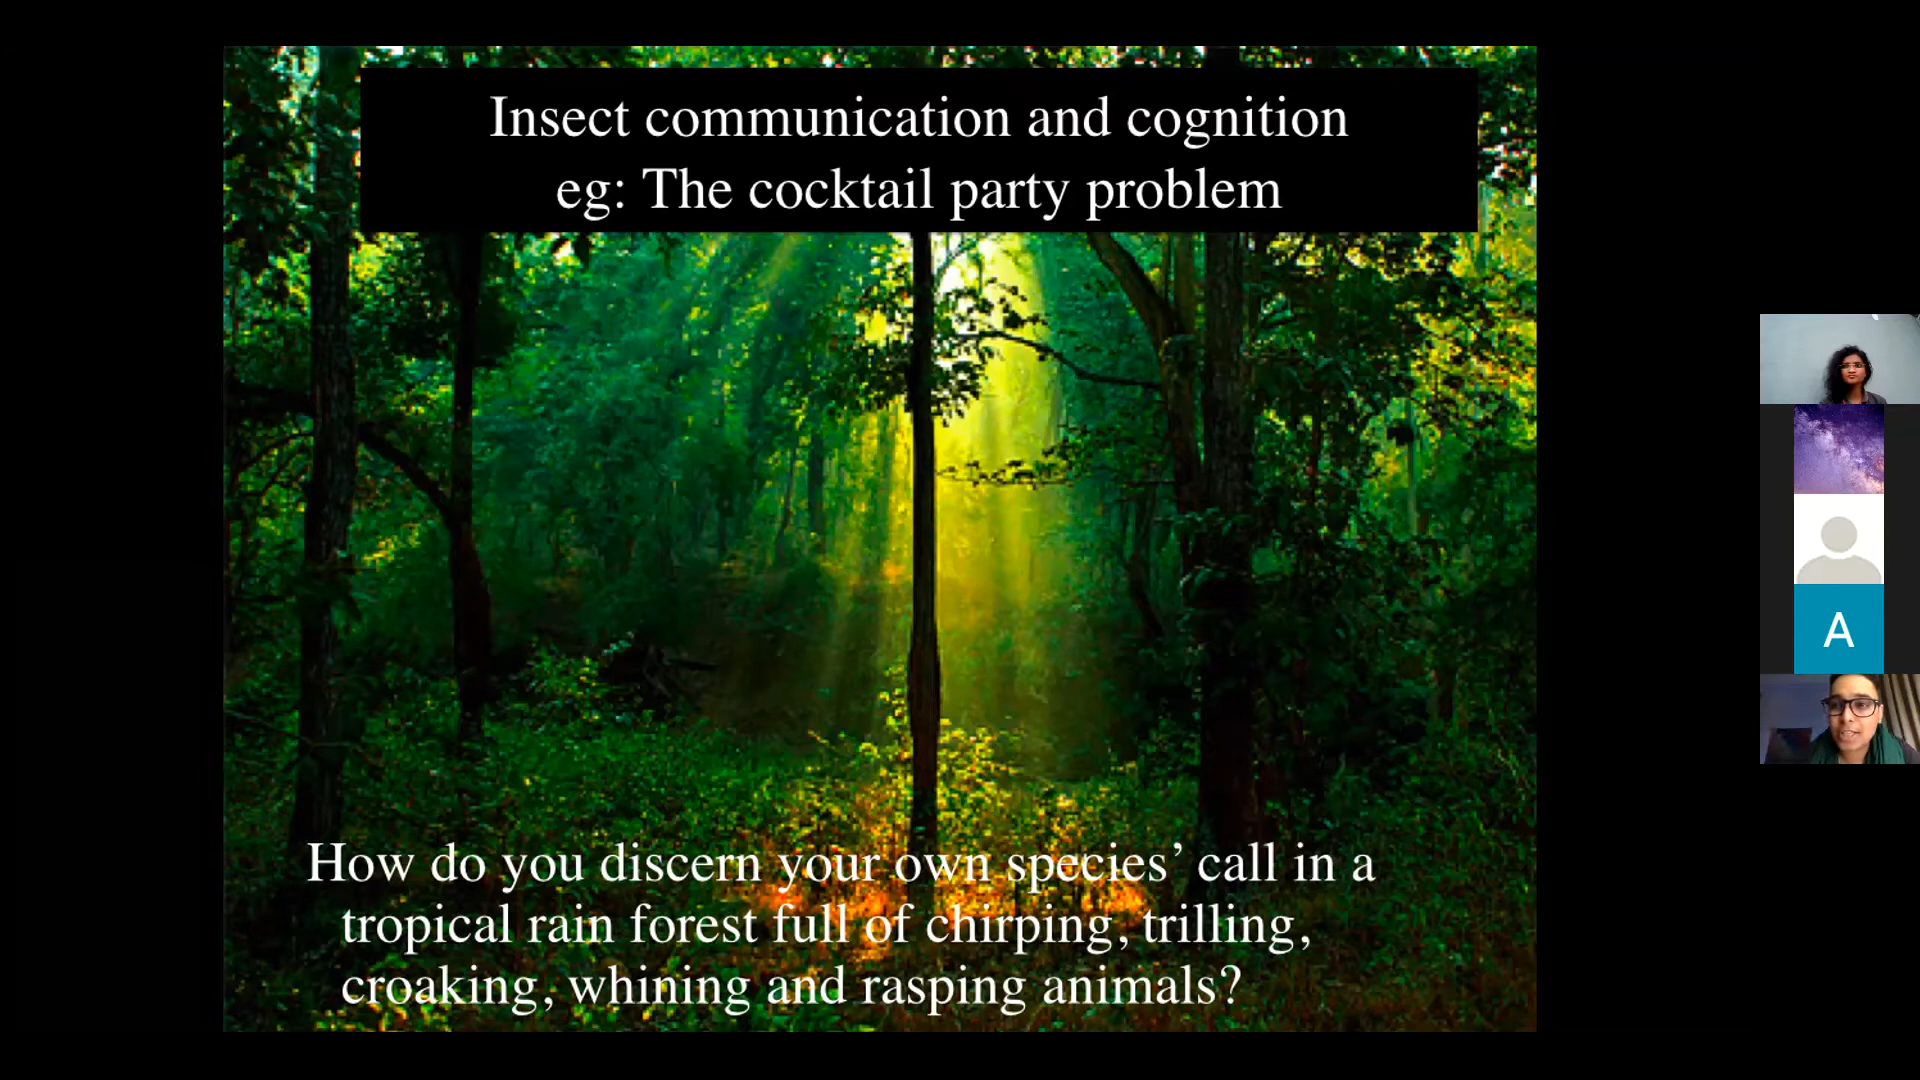 Insect communication and cognition
eg: The cocktail party problem
How do you discern your own species’ call in a
tropical rain forest full of chirping, trilling,
croaking, whining and rasping animals?
A